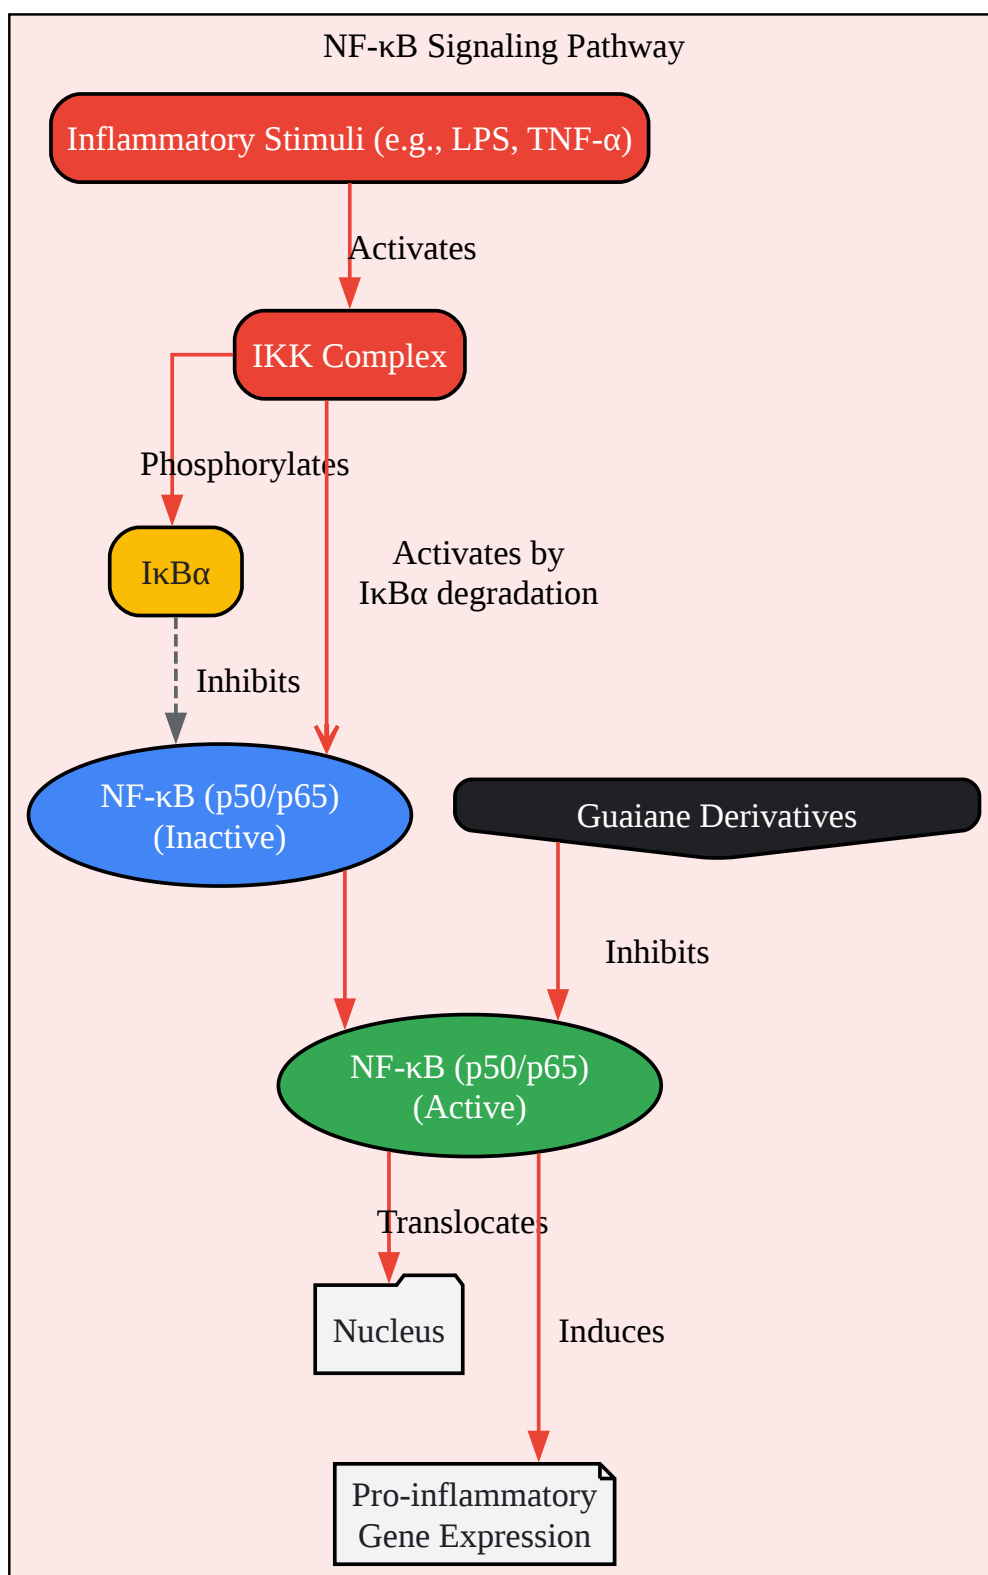 NF-κB Signaling Pathway
Inflammatory Stimuli (e.g., LPS, TNF-α)
Activates
IKK Complex
Phosphorylates
Activates by
IκBα degradation
IκBα
Inhibits
NF-κB (p50/p65)
(Inactive)
Guaiane Derivatives
Inhibits
NF-κB (p50/p65)
(Active)
Translocates
Nucleus
Induces
Pro-inflammatory
Gene Expression